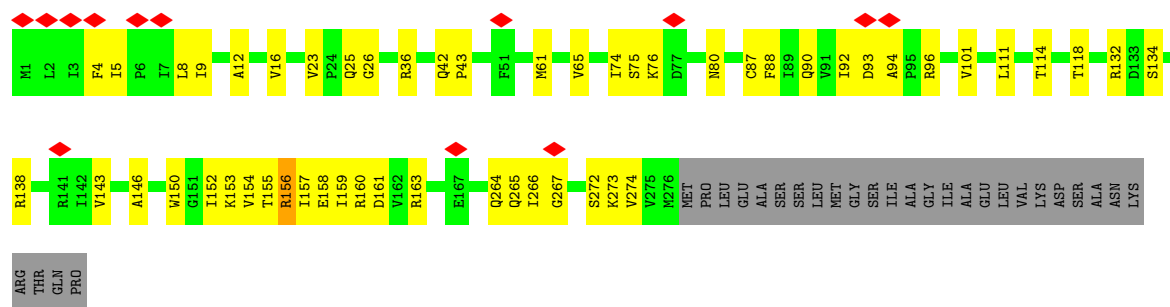 M1 L2 I3 F4 I5 P6 I7 L8 I9 A12 V16 V23 P24 Q25 G26 R36 Q42 P43 F51 M61 V65 I74 S75 K76 D77 N80 C87 F88 I89 Q90 V91 I92 D93 A94 P95 R96 V101 L111 T114 T118 R132 D133 S134
R138 R141 I142 V143 A146 W150 G151 I152 K153 V154 T155 R156 I157 E158 I159 R160 D161 V162 R163 E167 Q264 Q265 I266 G267 S272 K273 V274 V275 M276 MET PRO LEU GLU ALA SER SER LEU MET GLY SER ILE ALA GLY ILE ALA GLU LEU VAL LYS ASP SER ALA ASN LYS
ARG THR GLN PRO